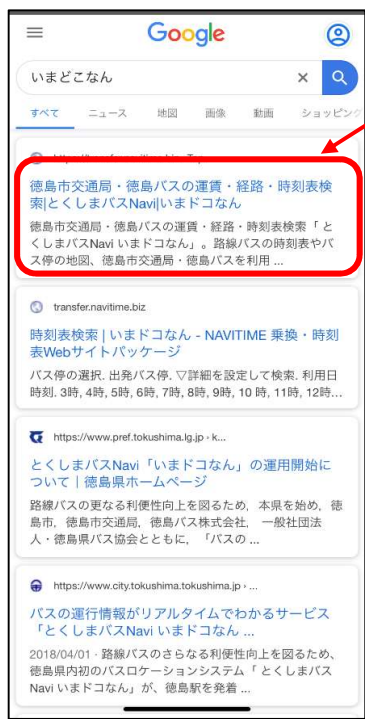 Google
いまどこなん
すべて ニュース 地図 画像 動画 ショッピング
徳島市交通局・徳島バスの運賃・経路・時刻表検
索|とくしまバスNavi|いまドコなん
徳島市交通局・徳島バスの運賃・経路・時刻表検索「 と
くしまバスNavi いまドコなん」。路線バスの時刻表やバ
ス停の地図、徳島市交通局・徳島バスを利用 ...
transfer.navitime.biz
時刻表検索 | いまドコなん - NAVITIME 乗換・時刻
表Webサイトパッケージ
バス停の選択. 出発バス停. ▽詳細を設定して検索. 利用日
時刻. 3時, 4時, 5時, 6時, 7時, 8時, 9時, 10 時, 11時, 12時...
https://www.pref.tokushima.lg.jp › k...
とくしまバスNavi「いまドコなん」の運用開始に
ついて｜徳島県ホームページ
路線バスの更なる利便性向上を図るため，本県を始め，徳
島市，徳島市交通局，徳島バス株式会社， 一般社団法
人・徳島県バス協会とともに， 「バスの ...
https://www.city.tokushima.tokushima.jp › ...
バスの運行情報がリアルタイムでわかるサービス
「とくしまバスNavi いまドコなん ...
2018/04/01 · 路線バスのさらなる利便性向上を図るため、
徳島県内初のバスロケーションシステム「 とくしまバス
Navi いまドコなん」が、徳島駅を発着 ...